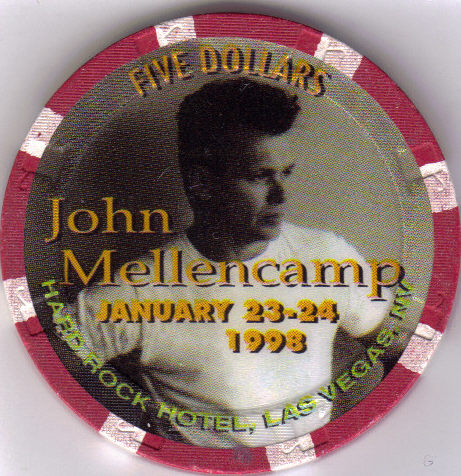 FIVE DOLLARS
John
Mellencamp
JANUARY 23-24
1998
HARD ROCK HOTEL, LAS VEGAS, NV